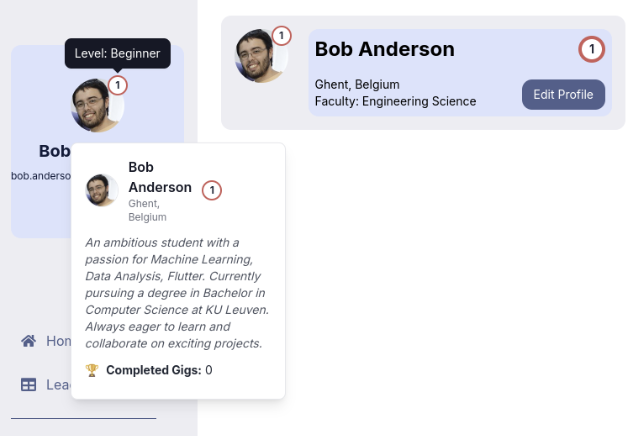 Level: Beginner
1
Bob
bob.anderso
Bob
Anderson
1
Ghent,
Belgium
An ambitious student with a
passion for Machine Learning,
Data Analysis, Flutter. Currently
pursuing a degree in Bachelor in
Computer Science at KU Leuven.
Always eager to learn and
collaborate on exciting projects.
🏆 Completed Gigs: 0
Hom
Lea
1
Bob Anderson
1
Ghent, Belgium
Faculty: Engineering Science
Edit Profile